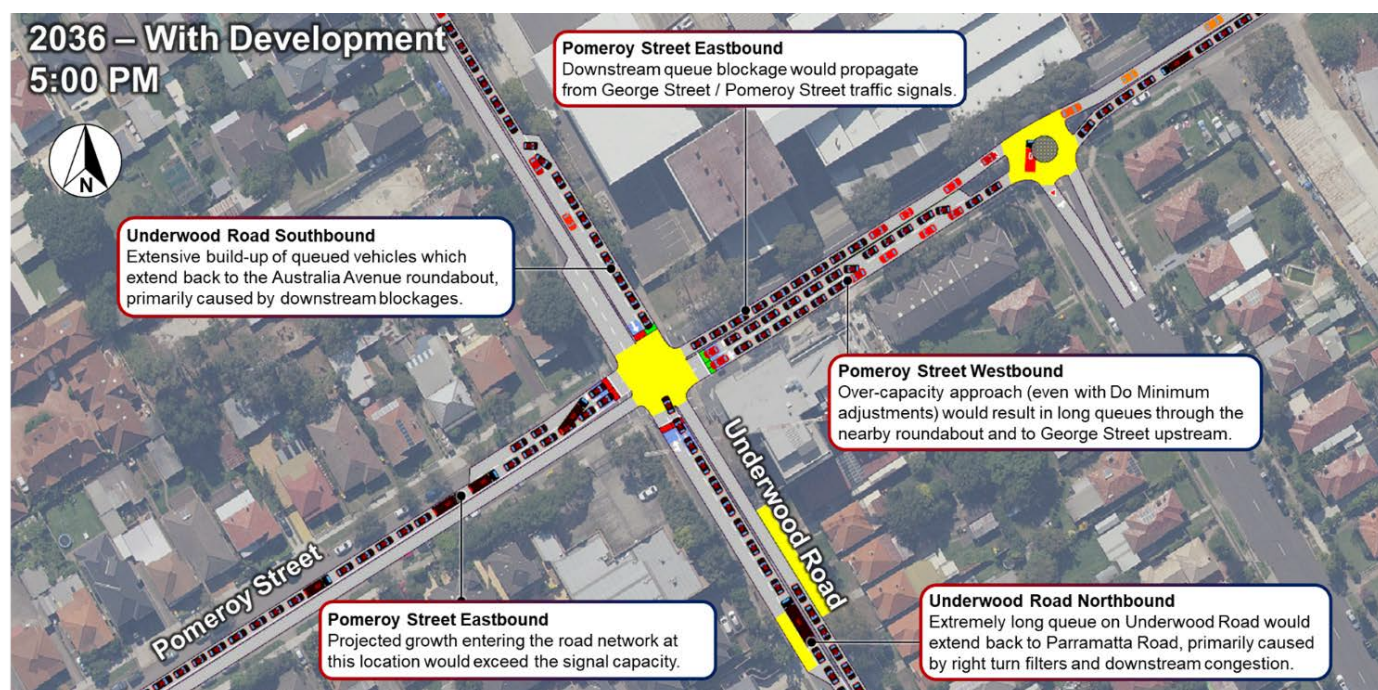 2036 – With Development
5:00 PM
N
Pomeroy Street Eastbound
Downstream queue blockage would propagate
from George Street / Pomeroy Street traffic signals.
Underwood Road Southbound
Extensive build-up of queued vehicles which
extend back to the Australia Avenue roundabout,
primarily caused by downstream blockages.
Pomeroy Street Westbound
Over-capacity approach (even with Do Minimum
adjustments) would result in long queues through the
nearby roundabout and to George Street upstream.
Underwood Road
Pomeroy Street
Pomeroy Street Eastbound
Projected growth entering the road network at
this location would exceed the signal capacity.
Underwood Road Northbound
Extremely long queue on Underwood Road would
extend back to Parramatta Road, primarily caused
by right turn filters and downstream congestion.